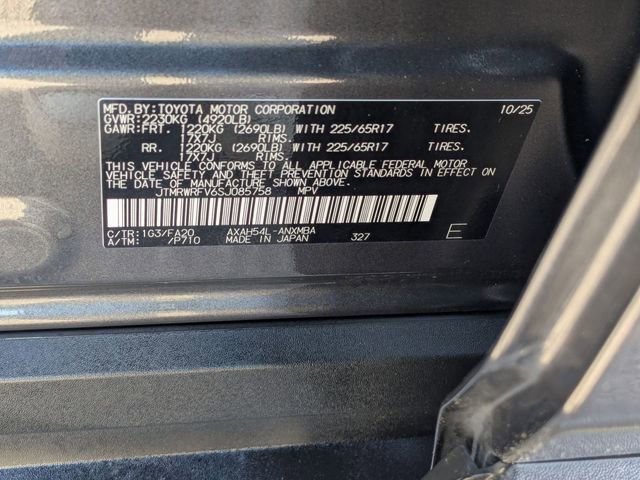 MFD.BY:TOYOTA MOTOR CORPORATION 10/25
GVWR:2230KG (4920LB)
GAWR:FRT. 1220KG (2690LB) WITH 225/65R17 TIRES.
17X7J RIMS.
RR. 1220KG (2690LB) WITH 225/65R17 TIRES.
17X7J RIMS.
THIS VEHICLE CONFORMS TO ALL APPLICABLE FEDERAL MOTOR
VEHICLE SAFETY AND THEFT PREVENTION STANDARDS IN EFFECT
ON THE DATE OF MANUFACTURE SHOWN ABOVE.
JTMRWRFV6SJ085758 MPV
C/TR:1G3/FA20 AXAH54L-ANXMBA
A/TM: /P710 MADE IN JAPAN 327 E